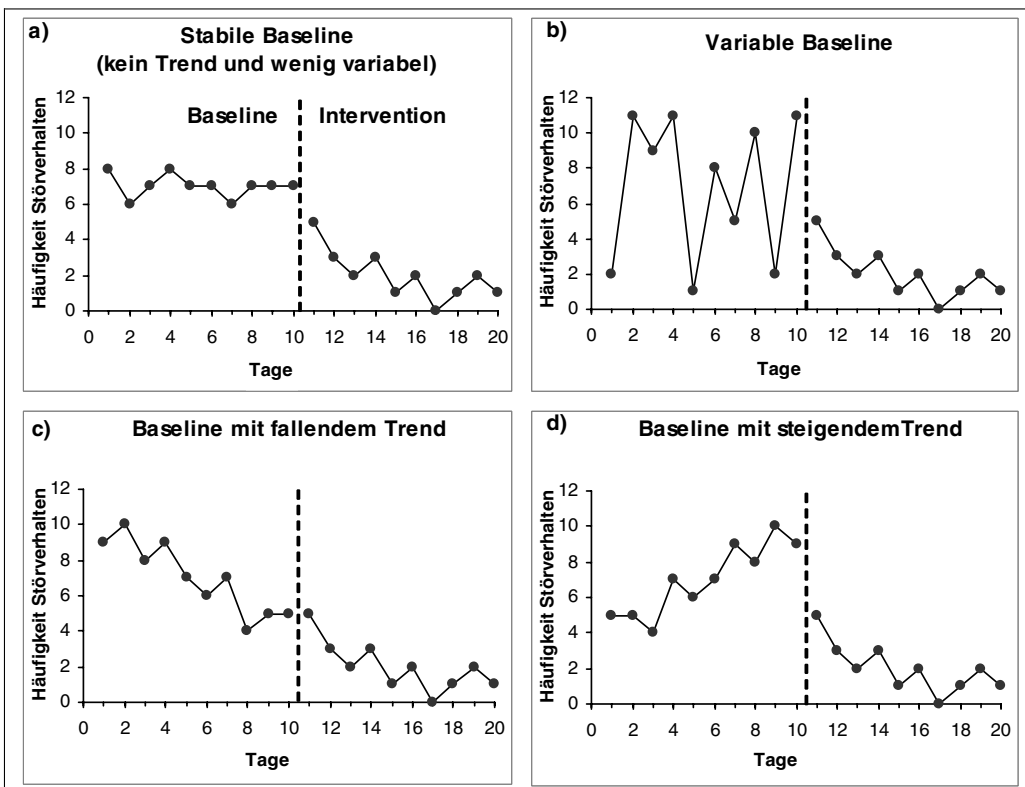 a)
Stabile Baseline
(kein Trend und wenig variabel)
Häufigkeit Störverhalten
12
10
8
6
4
2
0
Baseline
Intervention
0 2 4 6 8 10 12 14 16 18 20
Tage
b)
Variable Baseline
Häufigkeit Störverhalten
12
10
8
6
4
2
0
0 2 4 6 8 10 12 14 16 18 20
Tage
c)
Baseline mit fallendem Trend
Häufigkeit Störverhalten
12
10
8
6
4
2
0
0 2 4 6 8 10 12 14 16 18 20
Tage
d)
Baseline mit steigendemTrend
Häufigkeit Störverhalten
12
10
8
6
4
2
0
0 2 4 6 8 10 12 14 16 18 20
Tage